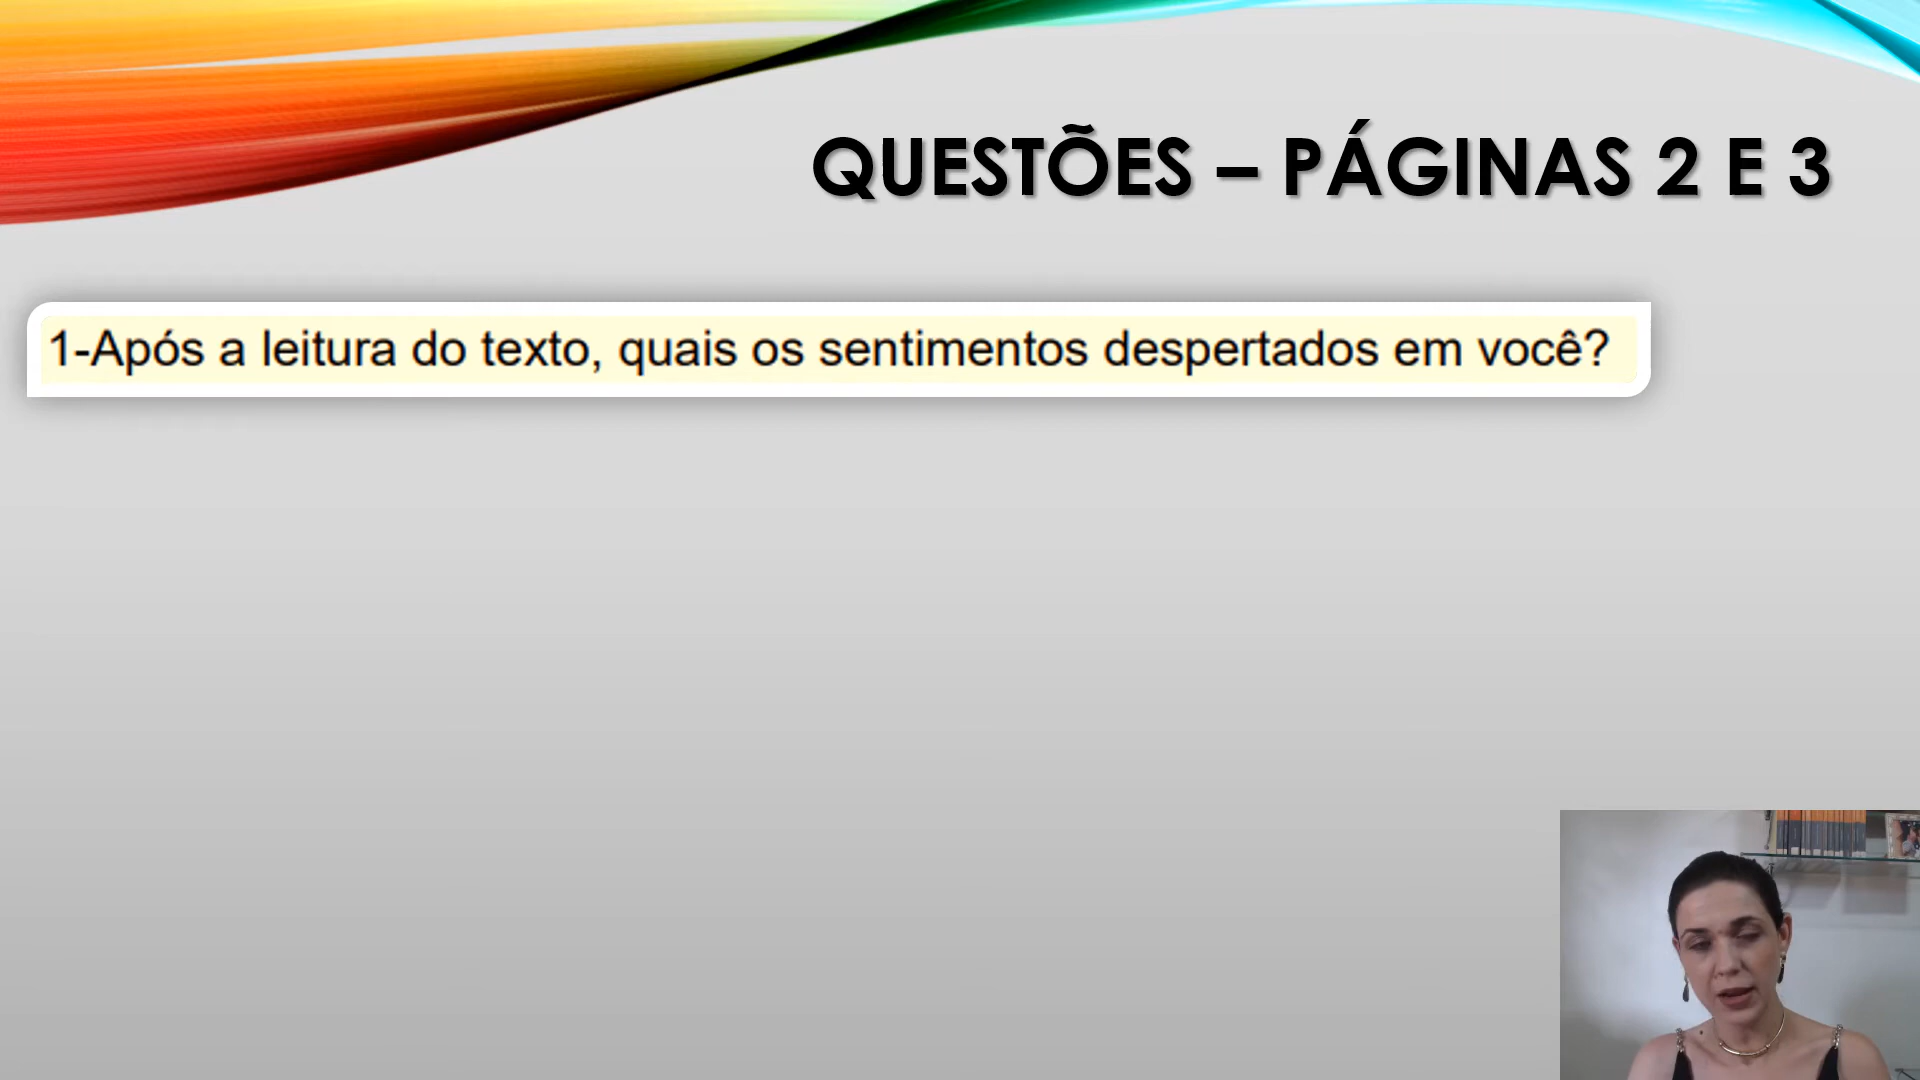 QUESTÕES – PÁGINAS 2 E 3
1-Após a leitura do texto, quais os sentimentos despertados em você?